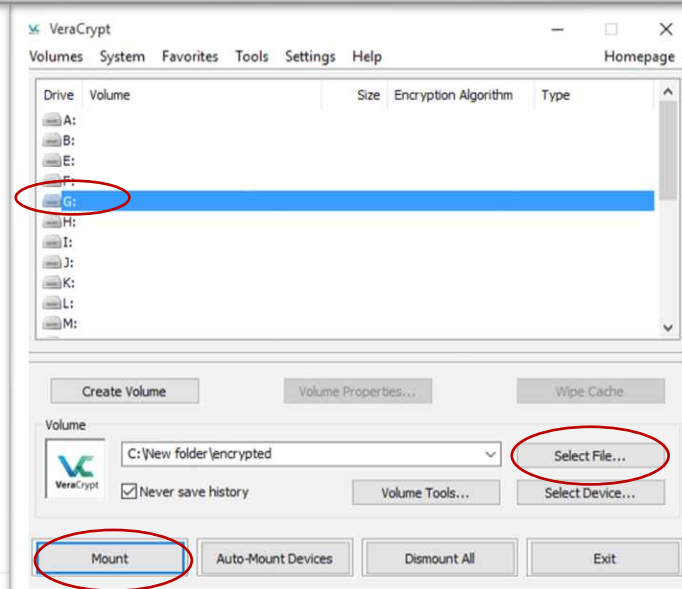 VeraCrypt
Volumes System Favorites Tools Settings Help Homepage
Drive Volume Size Encryption Algorithm Type
A:
B:
E:
F:
G:
H:
I:
J:
K:
L:
M:
Create Volume Volume Properties... Wipe Cache
Volume
C:\New folder\encrypted Select File...
VeraCrypt
Never save history Volume Tools... Select Device...
Mount Auto-Mount Devices Dismount All Exit